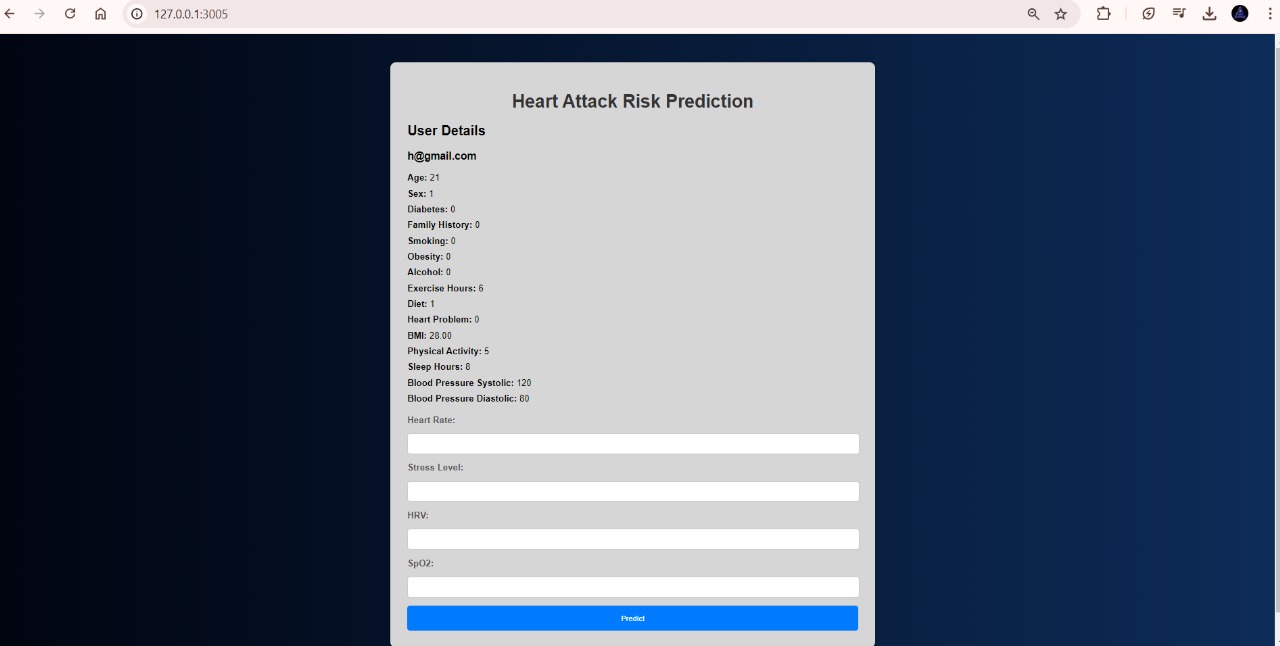 127.0.0.1:3005
Heart Attack Risk Prediction
User Details
h@gmail.com
Age: 21
Sex: 1
Diabetes: 0
Family History: 0
Smoking: 0
Obesity: 0
Alcohol: 0
Exercise Hours: 6
Diet: 1
Heart Problem: 0
BMI: 28.00
Physical Activity: 5
Sleep Hours: 8
Blood Pressure Systolic: 120
Blood Pressure Diastolic: 80
Heart Rate:
Stress Level:
HRV:
SpO2:
Predict